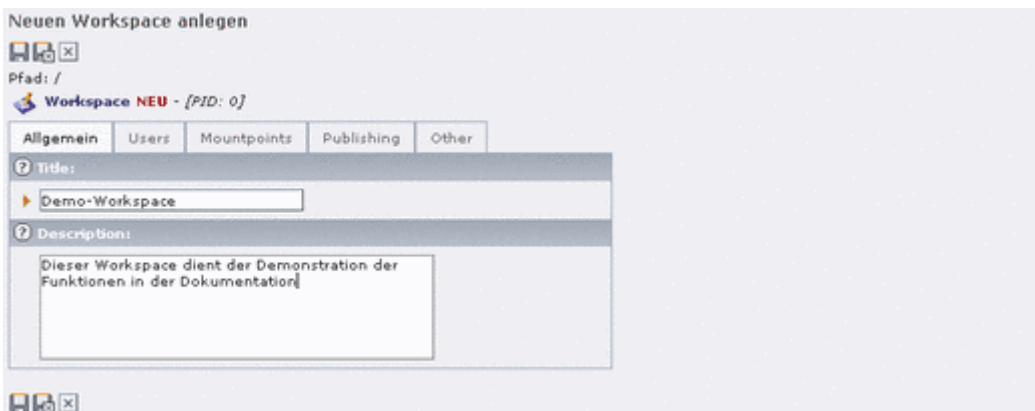 Neuen Workspace anlegen
Pfad: /
Workspace NEU - [PID: 0]
Allgemein Users Mountpoints Publishing Other
Title:
Demo-Workspace
Description:
Dieser Workspace dient der Demonstration der
Funktionen in der Dokumentation